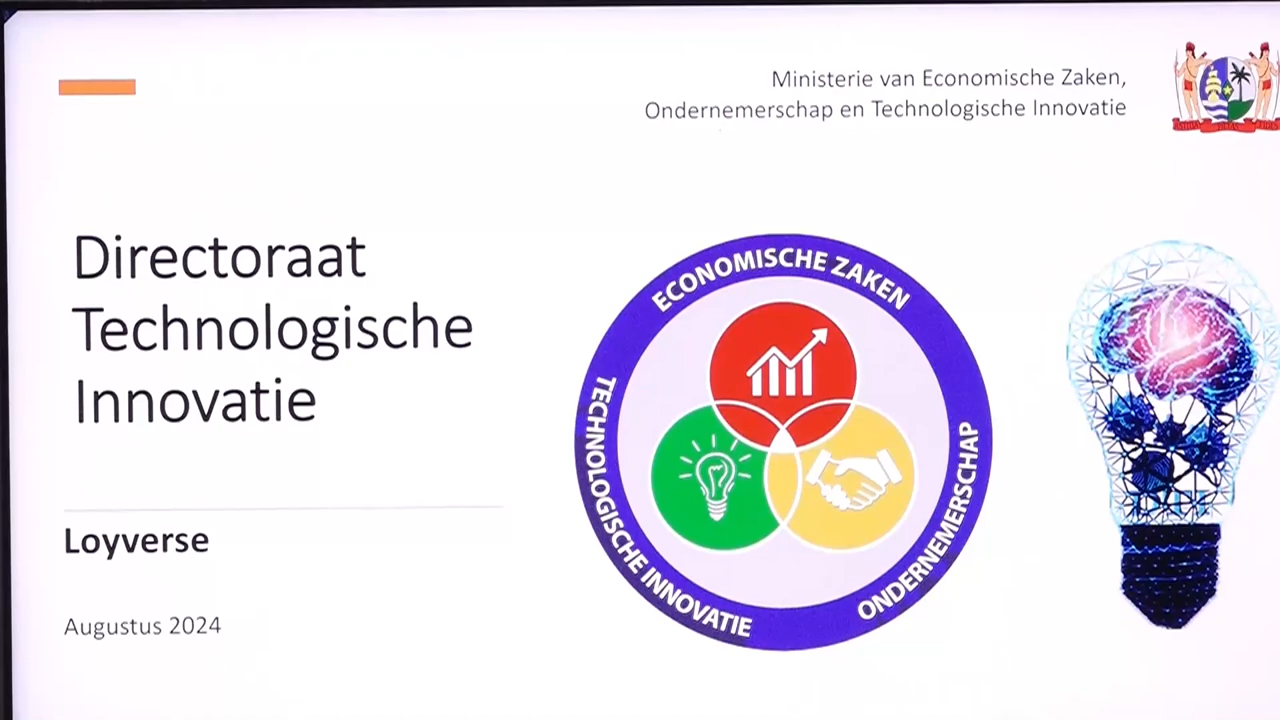 Ministerie van Economische Zaken,
Ondernemerschap en Technologische Innovatie
Directoraat
Technologische
Innovatie
ECONOMISCHE ZAKEN
TECHNOLOGISCHE INNOVATIE
ONDERNEMERSCHAP
Loyverse
Augustus 2024